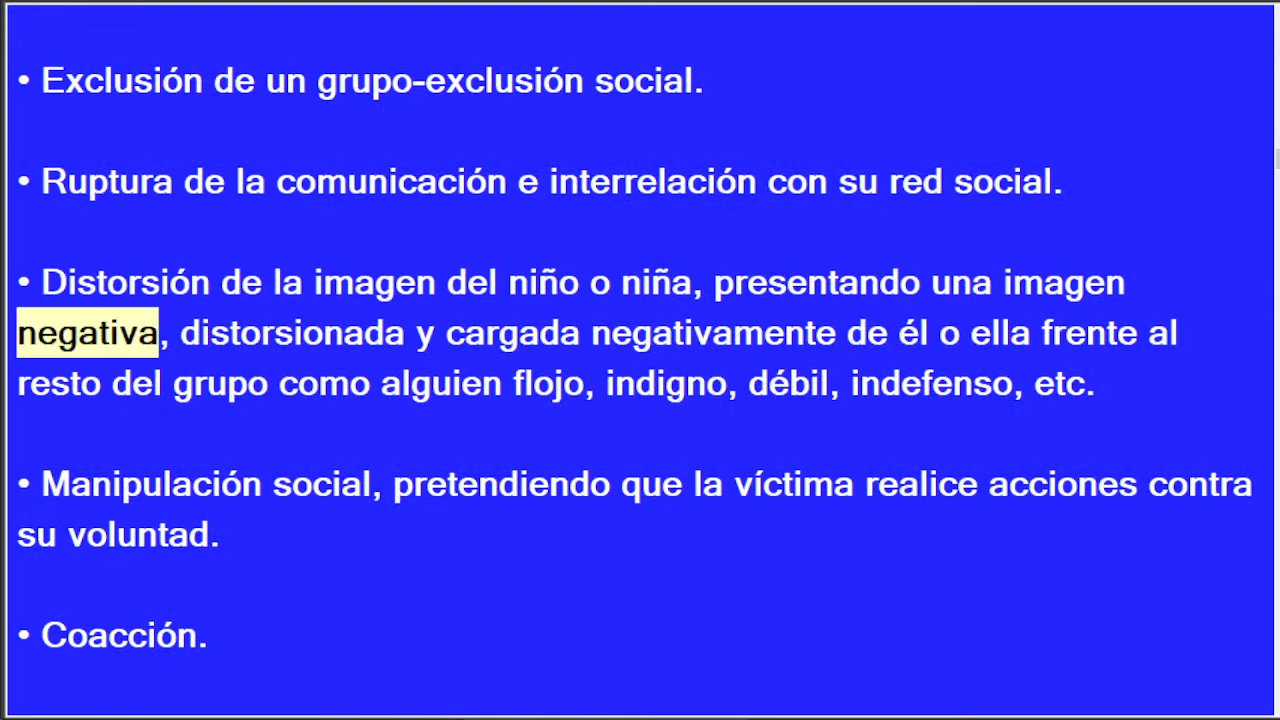 • Exclusión de un grupo-exclusión social.
• Ruptura de la comunicación e interrelación con su red social.
• Distorsión de la imagen del niño o niña, presentando una imagen
negativa, distorsionada y cargada negativamente de él o ella frente al
resto del grupo como alguien flojo, indigno, débil, indefenso, etc.
• Manipulación social, pretendiendo que la víctima realice acciones contra
su voluntad.
• Coacción.